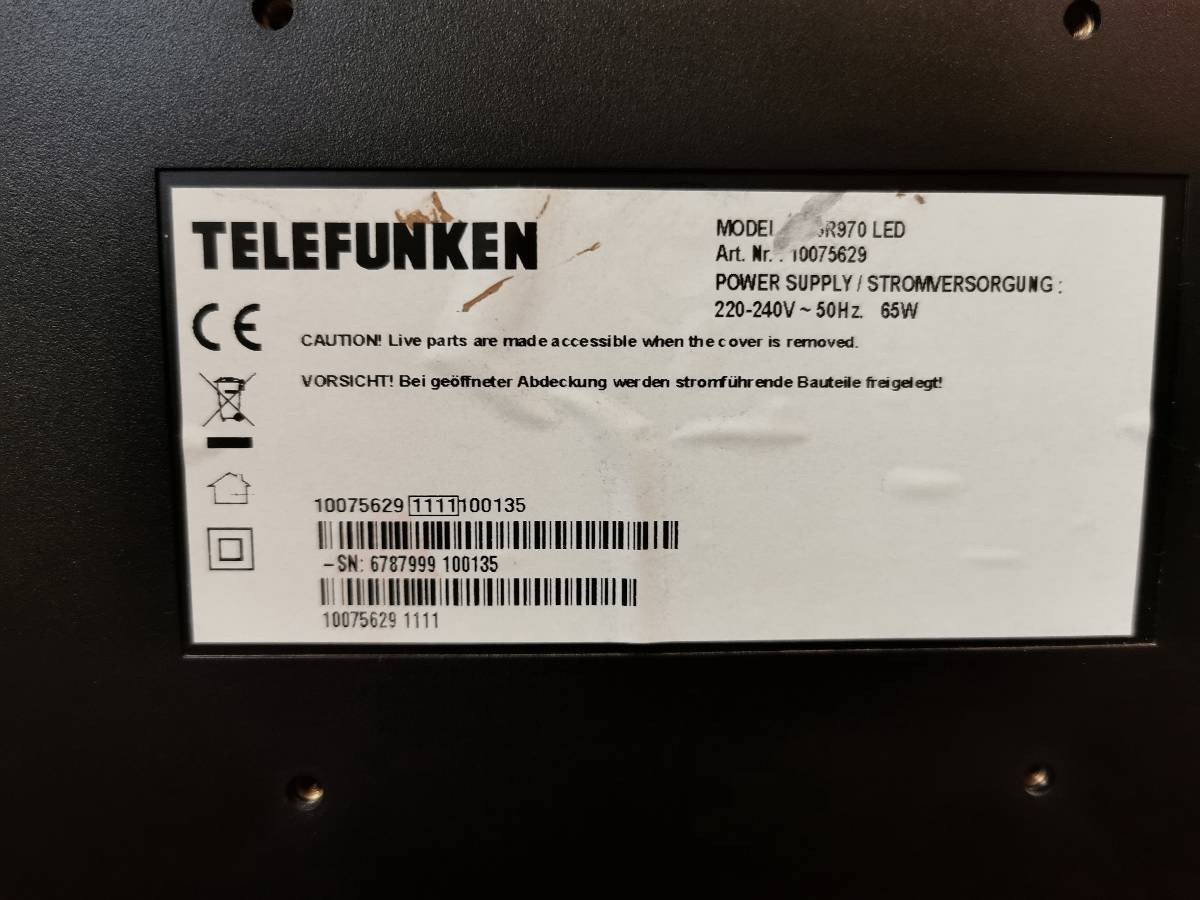 TELEFUNKEN
MODEL R970 LED
Art. Nr. : 10075629
POWER SUPPLY / STROMVERSORGUNG :
220-240V ~ 50Hz. 65W
CE
CAUTION! Live parts are made accessible when the cover is removed.
VORSICHT! Bei geöffneter Abdeckung werden stromführende Bauteile freigelegt!
10075629 1111 100135
-SN: 6787999 100135
10075629 1111